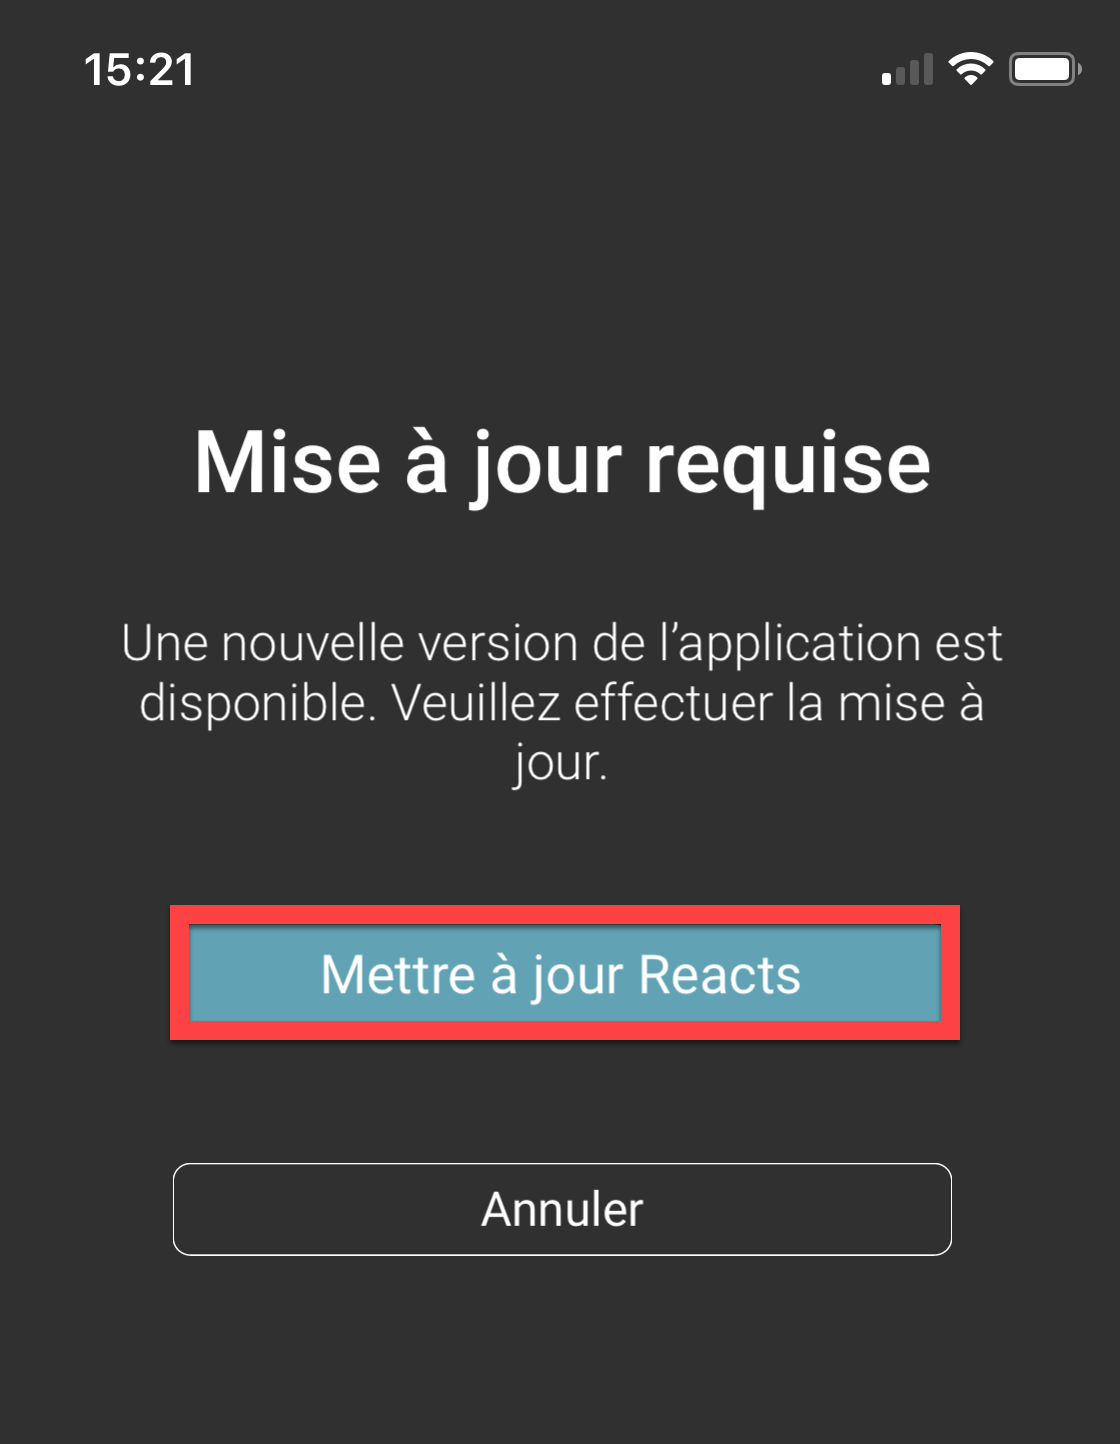 15:21
Mise à jour requise
Une nouvelle version de l’application est
disponible. Veuillez effectuer la mise à
jour.
Mettre à jour Reacts
Annuler